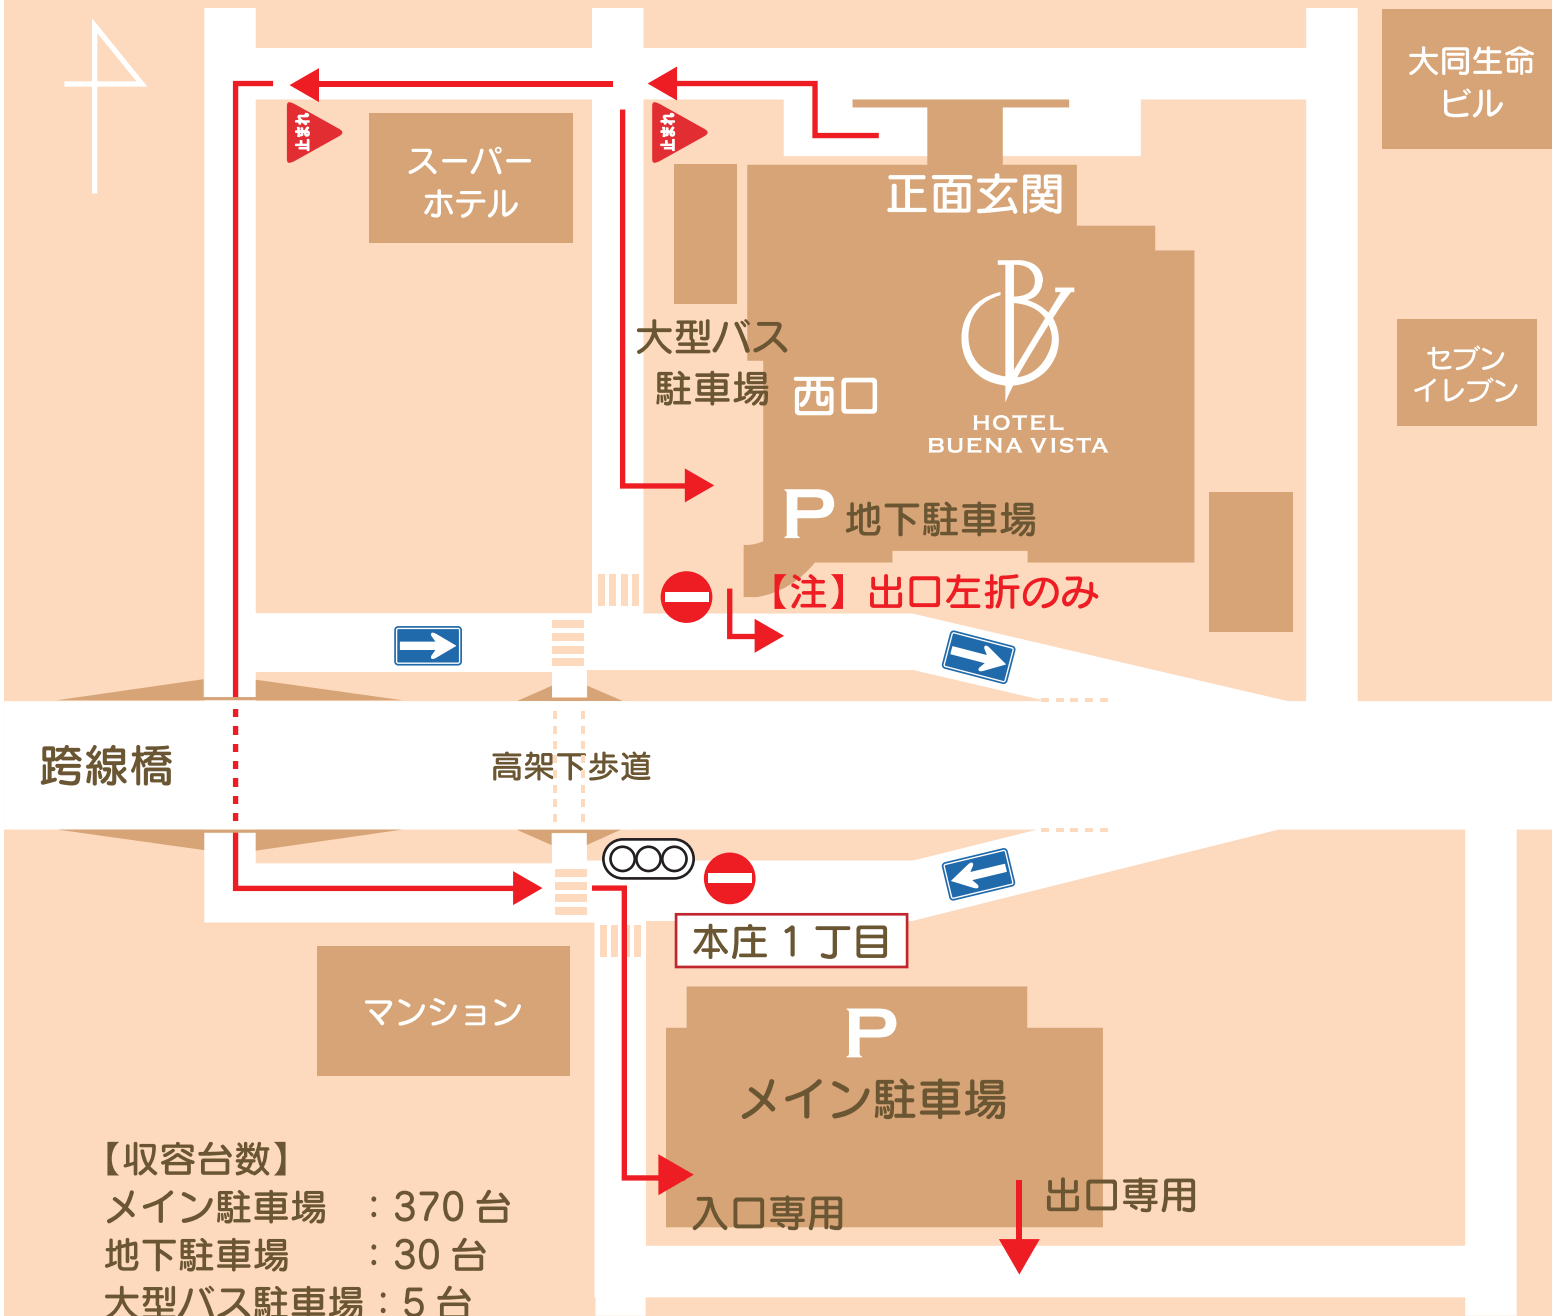 大同生命
ビル
止まれ
止まれ
スーパー
ホテル
正面玄関
大型バス
駐車場
西口
HOTEL
BUENA VISTA
セブン
イレブン
P 地下駐車場
【注】出口左折のみ
跨線橋
高架下歩道
本庄1丁目
マンション
P
メイン駐車場
入口専用
出口専用
【収容台数】
メイン駐車場 ：370台
地下駐車場 ：30台
大型バス駐車場：5台